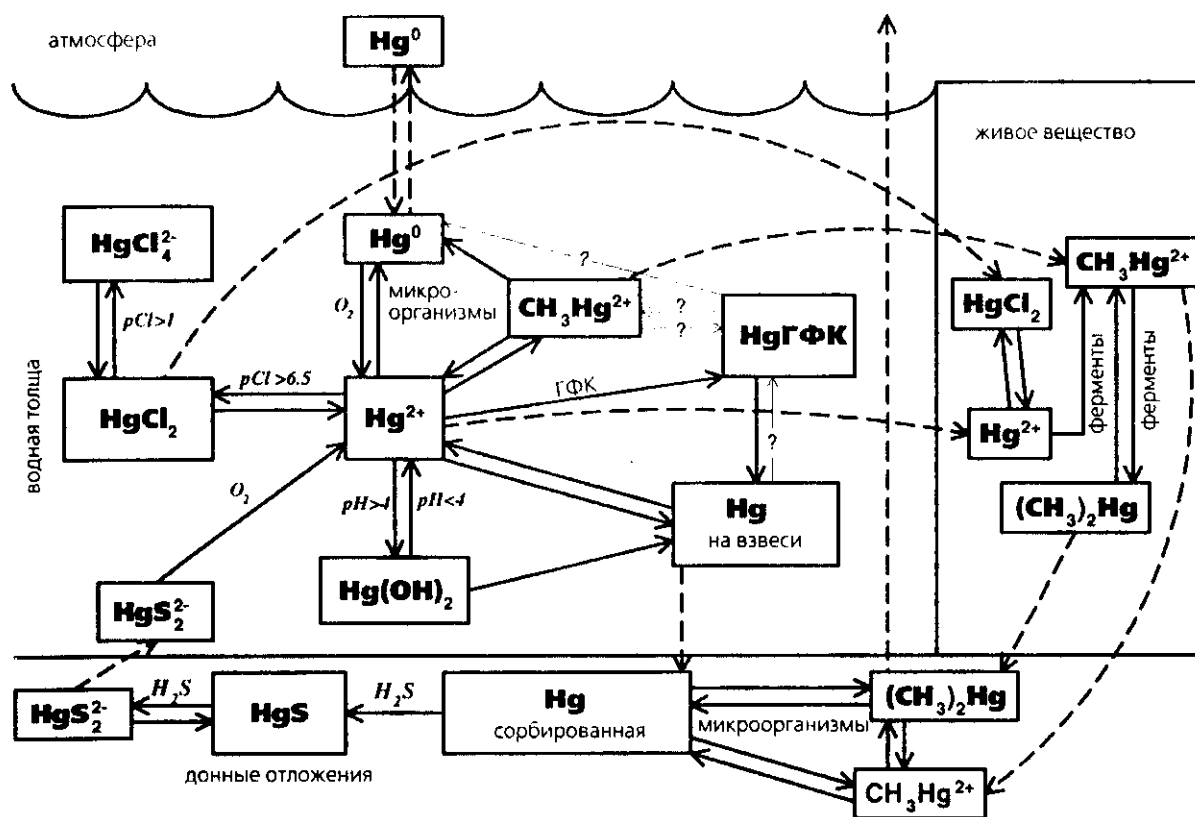 атмосфера
Hg⁰
живое вещество
HgCl₄²⁻
Hg⁰
?
CH₃Hg²⁺
pCl>1
O₂
микро-
организмы
CH₃Hg²⁺
?
?
HgГФК
HgCl₂
ферменты
ферменты
водная толща
HgCl₂
pCl>6.5
Hg²⁺
ГФК
Hg²⁺
?
O₂
pH>4
pH<4
Hg
на взвеси
(CH₃)₂Hg
Hg(OH)₂
HgS₂²⁻
HgS₂²⁻
H₂S
HgS
H₂S
Hg
сорбированная
микроорганизмы
(CH₃)₂Hg
донные отложения
CH₃Hg²⁺